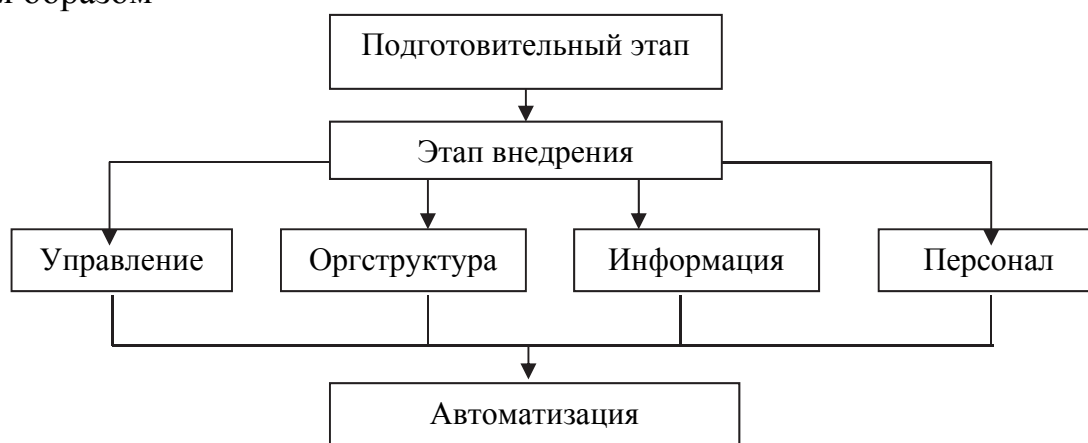 образом
Подготовительный этап
Этап внедрения
Управление
Оргструктура
Информация
Персонал
Автоматизация